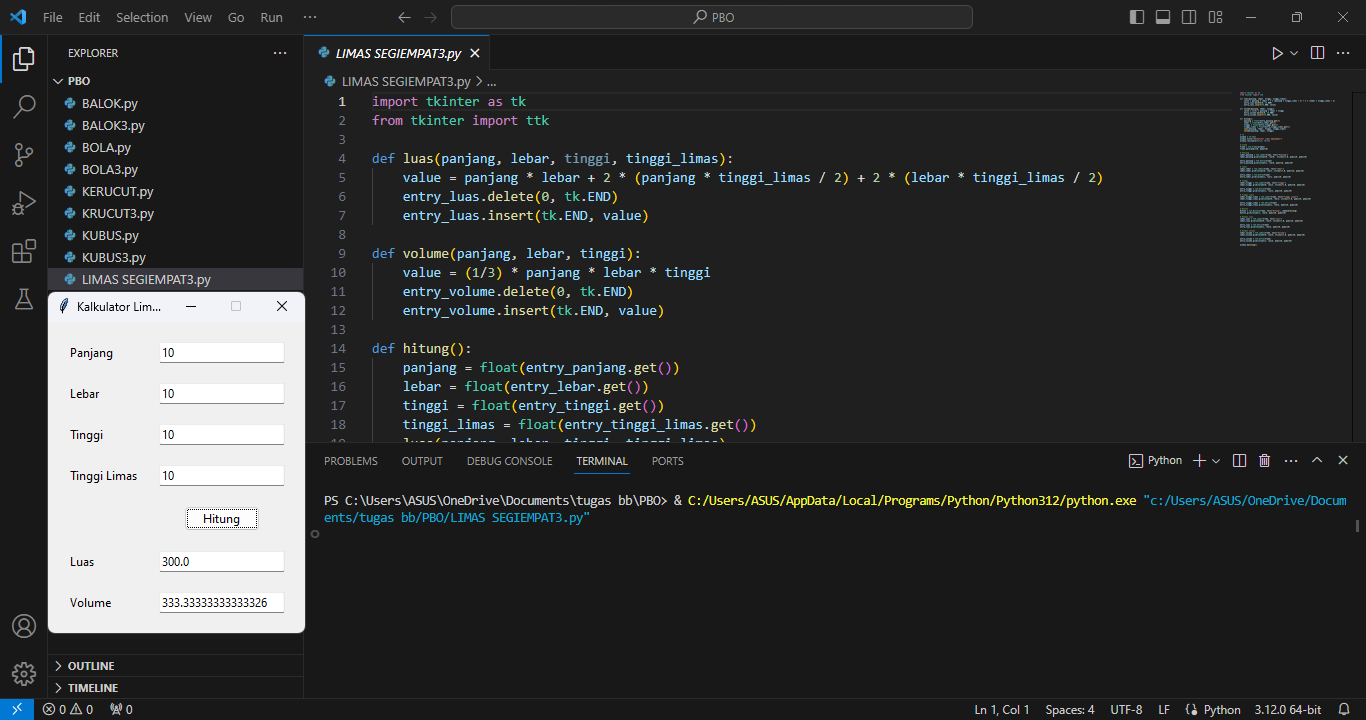 File Edit Selection View Go Run ···
PBO
EXPLORER
PBO
BALOK.py
BALOK3.py
BOLA.py
BOLA3.py
KERUCUT.py
KRUCUT3.py
KUBUS.py
KUBUS3.py
LIMAS SEGIEMPAT3.py
Kalkulator Lim...
Panjang 10
Lebar 10
Tinggi 10
Tinggi Limas 10
Hitung
Luas 300.0
Volume 333.33333333333326
OUTLINE
TIMELINE
LIMAS SEGIEMPAT3.py
LIMAS SEGIEMPAT3.py > ...
1 import tkinter as tk
2 from tkinter import ttk
3
4 def luas(panjang, lebar, tinggi, tinggi_limas):
5 value = panjang * lebar + 2 * (panjang * tinggi_limas / 2) + 2 * (lebar * tinggi_limas / 2)
6 entry_luas.delete(0, tk.END)
7 entry_luas.insert(tk.END, value)
8
9 def volume(panjang, lebar, tinggi):
10 value = (1/3) * panjang * lebar * tinggi
11 entry_volume.delete(0, tk.END)
12 entry_volume.insert(tk.END, value)
13
14 def hitung():
15 panjang = float(entry_panjang.get())
16 lebar = float(entry_lebar.get())
17 tinggi = float(entry_tinggi.get())
18 tinggi_limas = float(entry_tinggi_limas.get())
19 luas(panjang, lebar, tinggi, tinggi_limas)
PROBLEMS OUTPUT DEBUG CONSOLE TERMINAL PORTS
Python
PS C:\Users\ASUS\OneDrive\Documents\tugas bb\PBO> & C:/Users/ASUS/AppData/Local/Programs/Python/Python312/python.exe "c:/Users/ASUS/OneDrive/Docum
ents/tugas bb/PBO/LIMAS SEGIEMPAT3.py"
0 0 0
Ln 1, Col 1 Spaces: 4 UTF-8 LF Python 3.12.0 64-bit